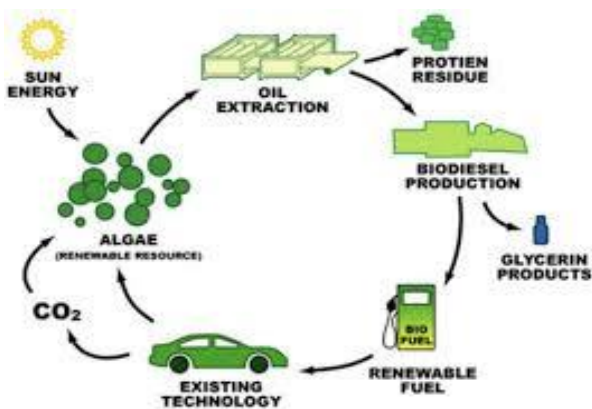 SUN
ENERGY
OIL
EXTRACTION
PROTIEN
RESIDUE
BIODIESEL
PRODUCTION
GLYCERIN
PRODUCTS
BIO
FUEL
RENEWABLE
FUEL
EXISTING
TECHNOLOGY
CO₂
ALGAE
(RENEWABLE RESOURCE)